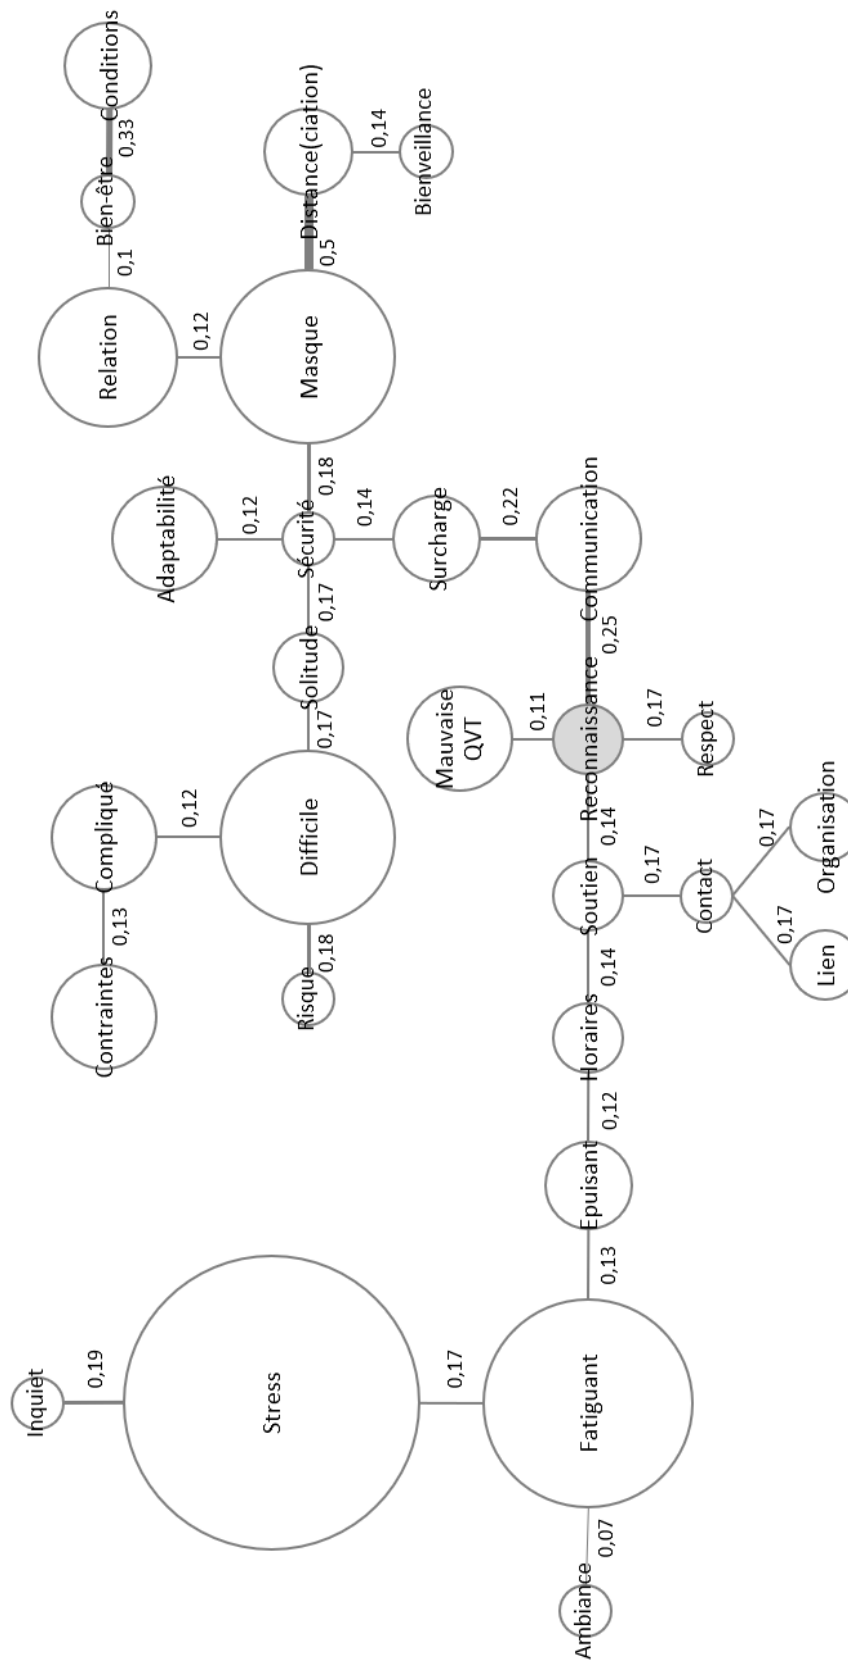 Inquiet
0,19
Contraintes
0,13
Compliqué
Relation
0,1
Bien-être
0,33
Conditions
Adaptabilité
0,12
0,12
0,12
Stress
Risque
0,18
Difficile
0,17
Solitude
0,17
Sécurité
0,18
Masque
0,5
Distance(ciation)
0,14
0,14
Surcharge
Bienveillance
Mauvaise
QVT
0,17
0,22
0,11
Ambiance
0,07
Fatiguant
0,13
Epuisant
0,12
Horaires
0,14
Soutien
0,14
Reconnaissance
0,25
Communication
0,17
0,17
Contact
Respect
0,17
0,17
Lien
Organisation